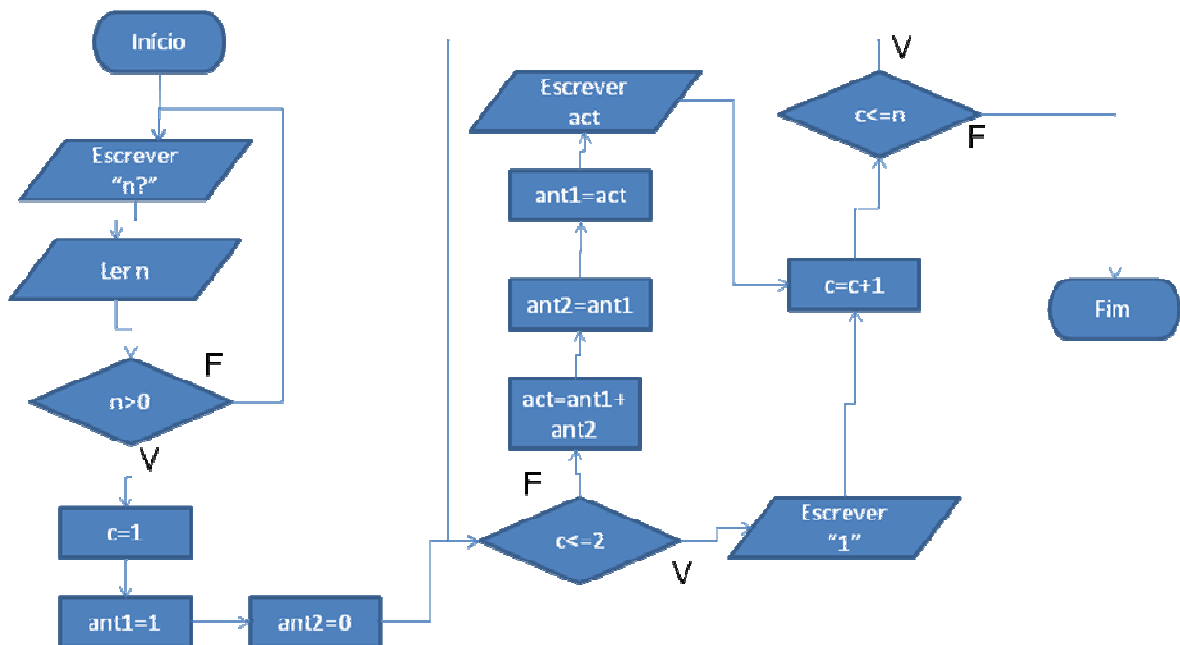 Início
Escrever
"n?"
Ler n
n>0
F
V
c=1
ant1=1
ant2=0
c<=2
F
V
act=ant1+
ant2
ant2=ant1
ant1=act
Escrever
act
Escrever
"1"
c=c+1
c<=n
V
F
Fim